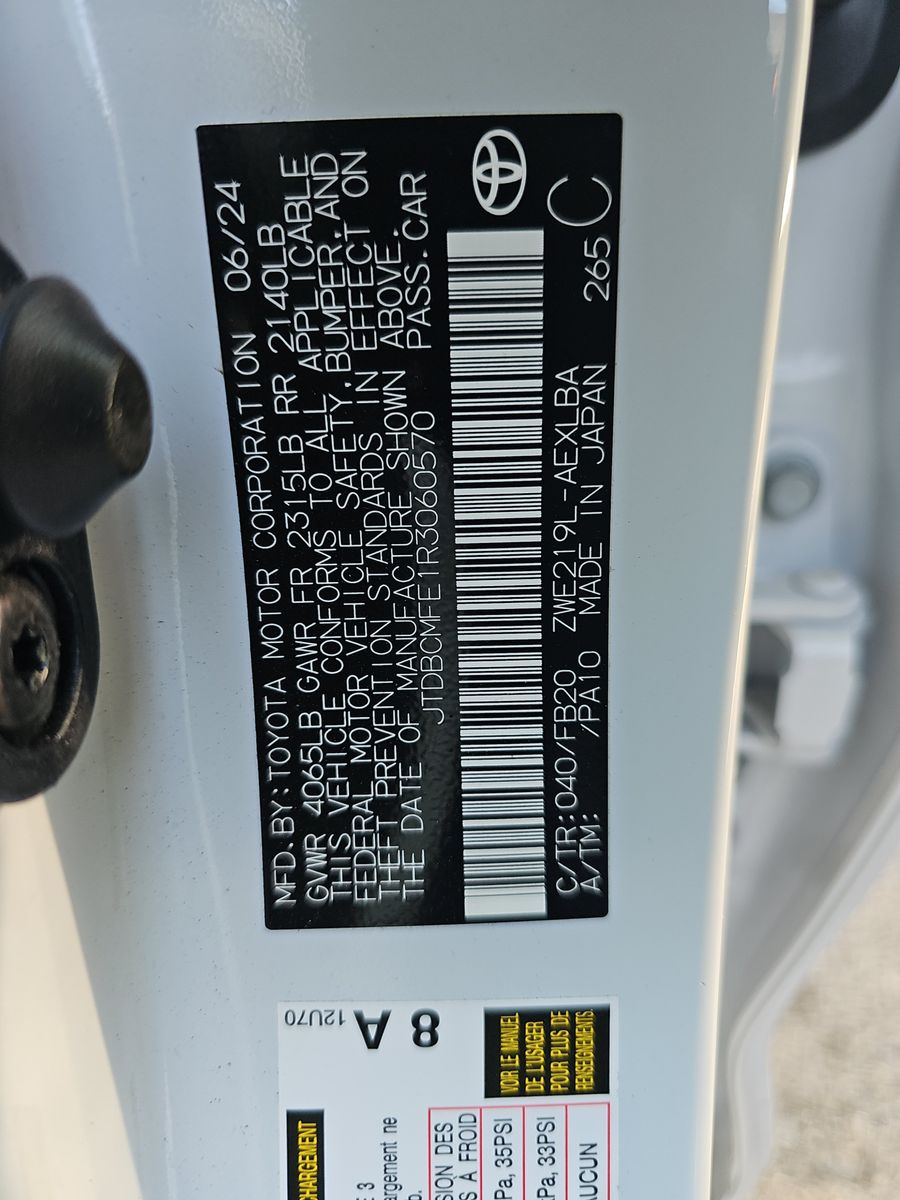 MFD.BY:TOYOTA MOTOR CORPORATION 06/24
GVWR 4065LB GAWR FR 2315LB RR 2140LB
THIS VEHICLE CONFORMS TO ALL APPLICABLE
FEDERAL MOTOR VEHICLE SAFETY,BUMPER,AND
THEFT PREVENTION STANDARDS IN EFFECT ON
THE DATE OF MANUFACTURE SHOWN ABOVE.
JTDBCMFE1R3060570 PASS.CAR
C/TR:040/FB20 ZWE219L-AEXLBA
A/TM: /PA10 MADE IN JAPAN 265 C
12U70
A
8
VOIR LE MANUEL
DE L'USAGER
POUR PLUS DE
RENSEIGNEMENTS
CHARGEMENT
E 3
argement ne
SION DES
S À FROID
Pa, 35PSI
Pa, 33PSI
AUCUN